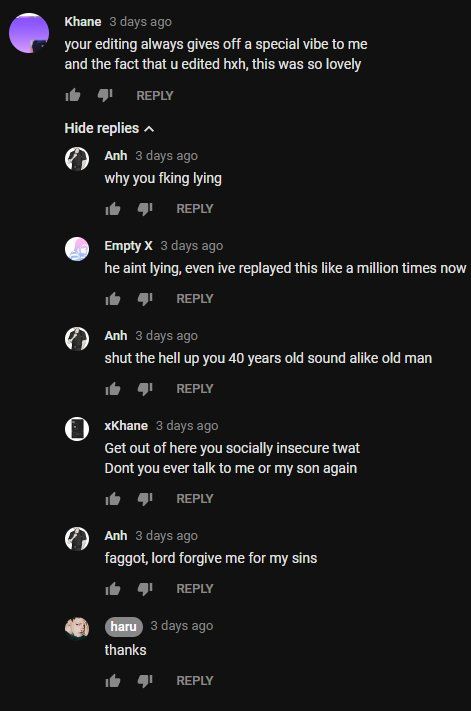 Khane 3 days ago
your editing always gives off a special vibe to me
and the fact that u edited hxh, this was so lovely
REPLY
Hide replies
Anh 3 days ago
why you fking lying
REPLY
Empty X 3 days ago
he aint lying, even ive replayed this like a million times now
REPLY
Anh 3 days ago
shut the hell up you 40 years old sound alike old man
REPLY
xKhane 3 days ago
Get out of here you socially insecure twat
Dont you ever talk to me or my son again
REPLY
Anh 3 days ago
faggot, lord forgive me for my sins
REPLY
haru 3 days ago
thanks
REPLY